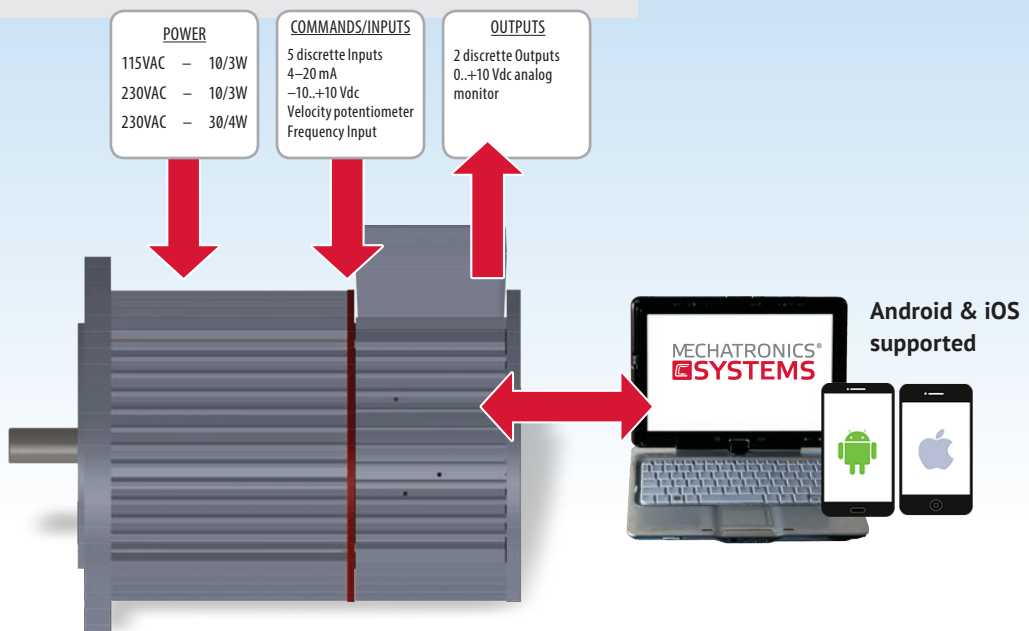 POWER
115VAC – 10/3W
230VAC – 10/3W
230VAC – 30/4W
COMMANDS/INPUTS
5 discrette Inputs
4–20 mA
–10..+10 Vdc
Velocity potentiometer
Frequency Input
OUTPUTS
2 discrette Outputs
0..+10 Vdc analog
monitor
Android & iOS
supported
MECHATRONICS®
SYSTEMS